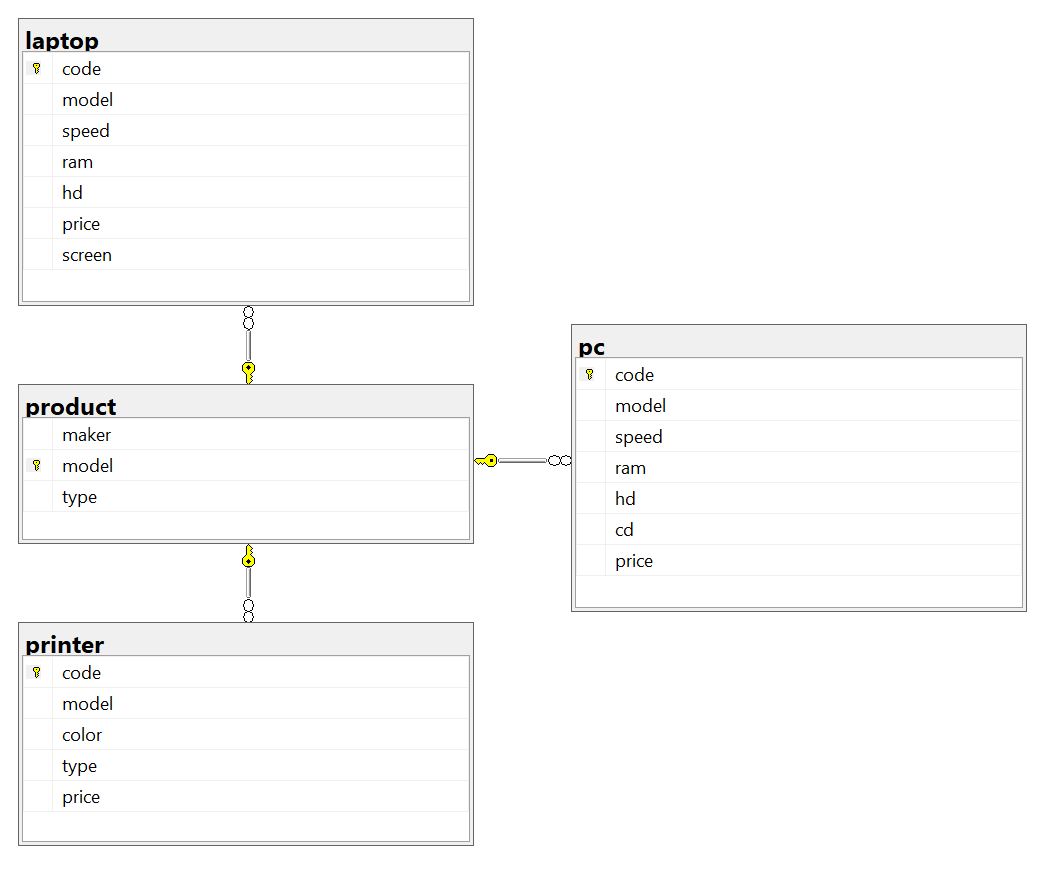 laptop
code
model
speed
ram
hd
price
screen
product
maker
model
type
pc
code
model
speed
ram
hd
cd
price
printer
code
model
color
type
price